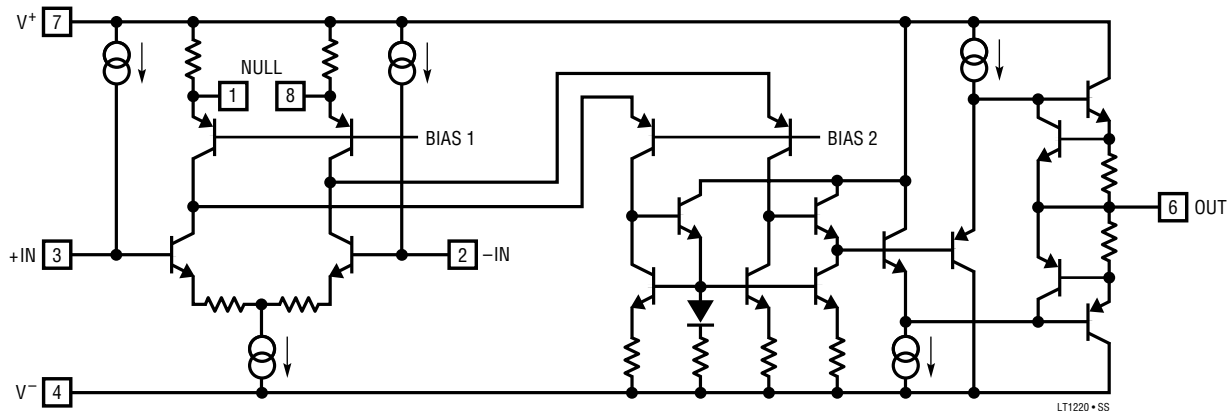 V+ 7
NULL
1 8
BIAS 1
BIAS 2
6 OUT
+IN 3
2 –IN
V– 4
LT1220 • SS